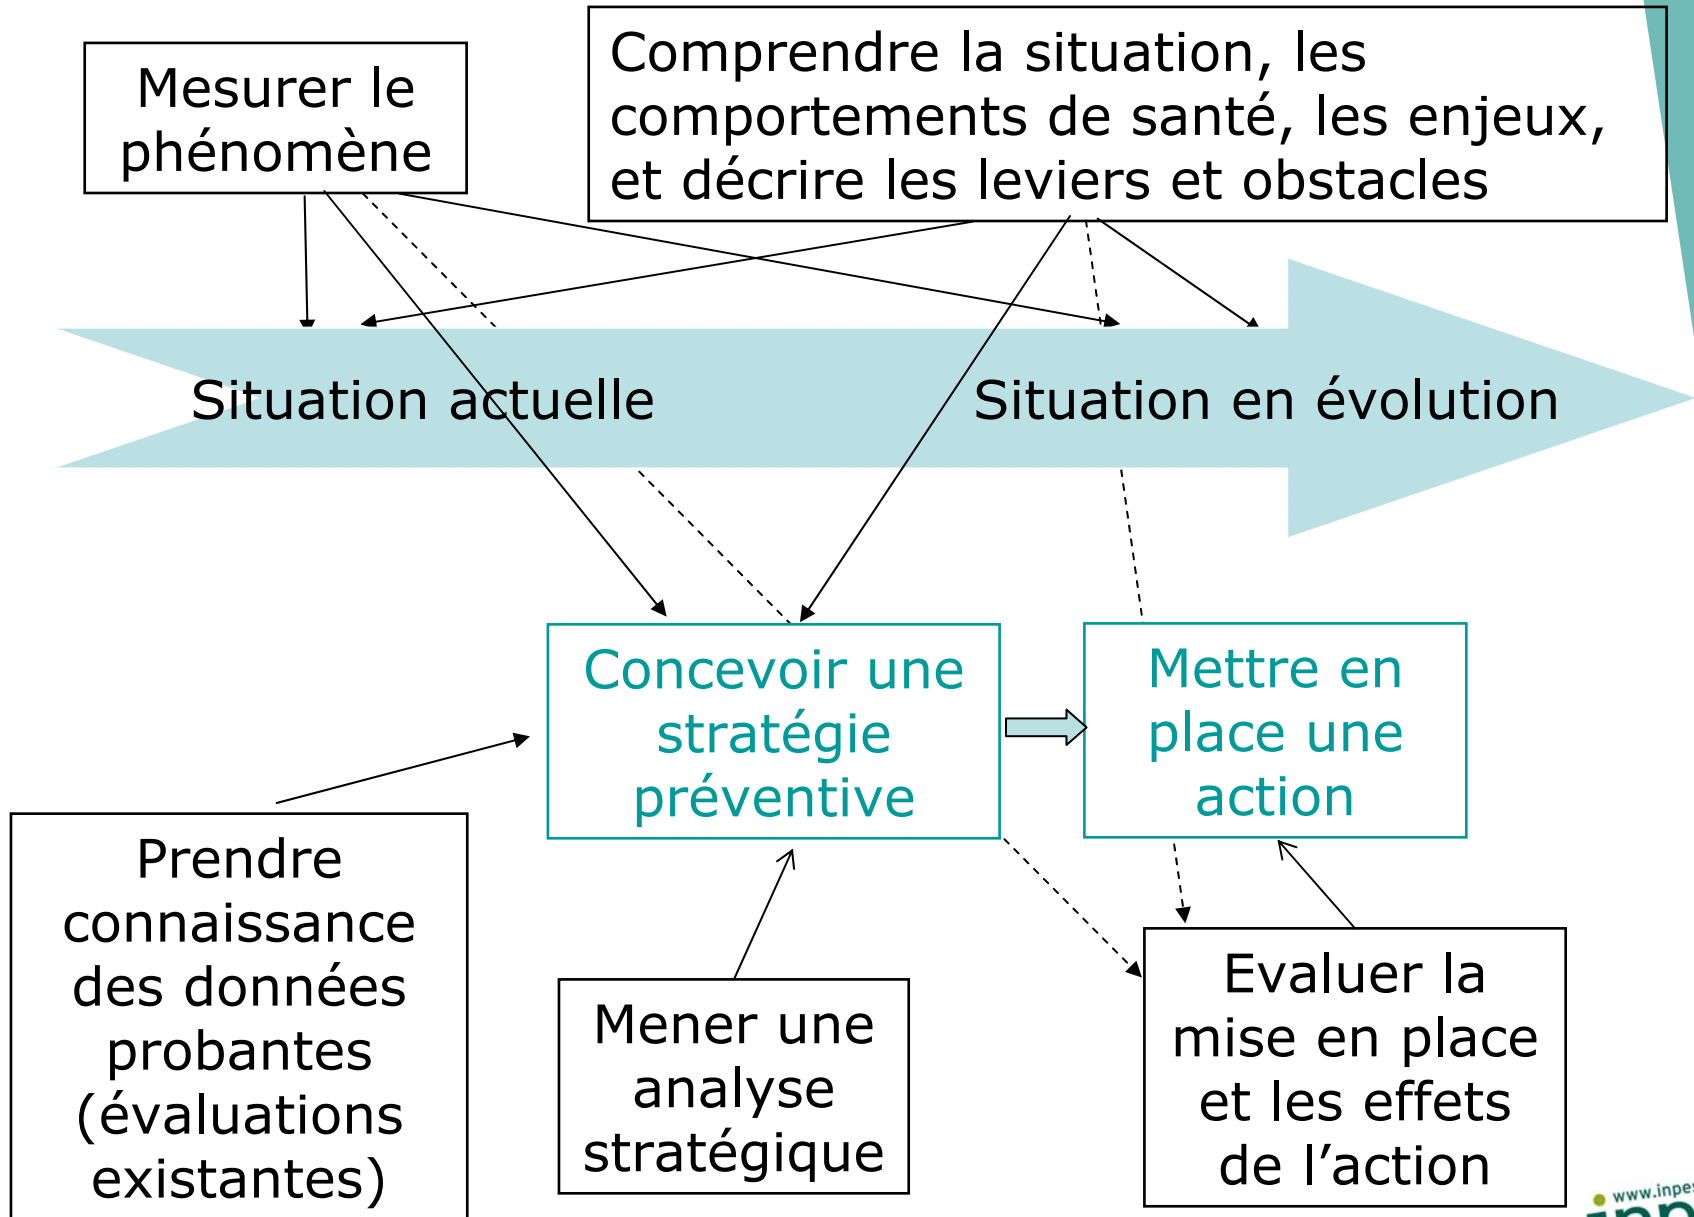 Mesurer le
phénomène
Comprendre la situation, les
comportements de santé, les enjeux,
et décrire les leviers et obstacles
Situation actuelle
Situation en évolution
Concevoir une
stratégie
préventive
Mettre en
place une
action
Prendre
connaissance
des données
probantes
(évaluations
existantes)
Mener une
analyse
stratégique
Evaluer la
mise en place
et les effets
de l'action
www.inpes